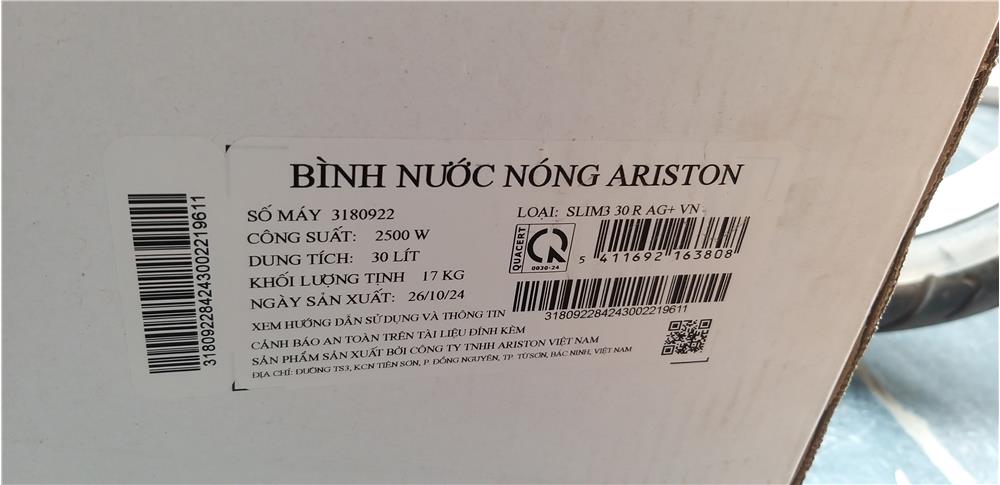 BÌNH NƯỚC NÓNG ARISTON
SỐ MÁY 3180922
LOẠI: SLIM3 30 R AG+ VN
CÔNG SUẤT: 2500 W
DUNG TÍCH: 30 LÍT
KHỐI LƯỢNG TỊNH 17 KG
NGÀY SẢN XUẤT: 26/10/24
QUACERT
0030-24
5 411692 163808
318092284243002219611
XEM HƯỚNG DẪN SỬ DỤNG VÀ THÔNG TIN
CẢNH BÁO AN TOÀN TRÊN TÀI LIỆU ĐÍNH KÈM
SẢN PHẨM SẢN XUẤT BỞI CÔNG TY TNHH ARISTON VIỆT NAM
ĐỊA CHỈ: ĐƯỜNG TS3, KCN TIÊN SƠN, P. ĐỒNG NGUYÊN, TP. TỪ SƠN, BẮC NINH, VIỆT NAM
318092284243002219611